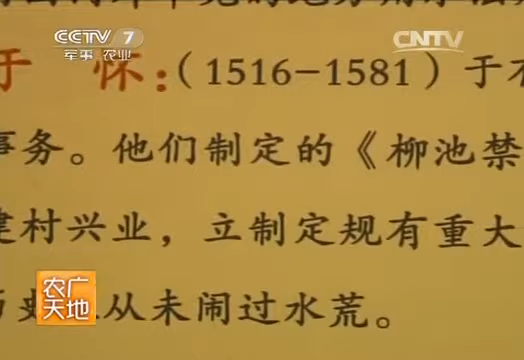 CCTV 7
军事 农业
CNTV
于 怀：（1516-1581）于
事务。他们制定的《柳池禁
建村兴业，立制定规有重大
农广
天地
从未闹过水荒。